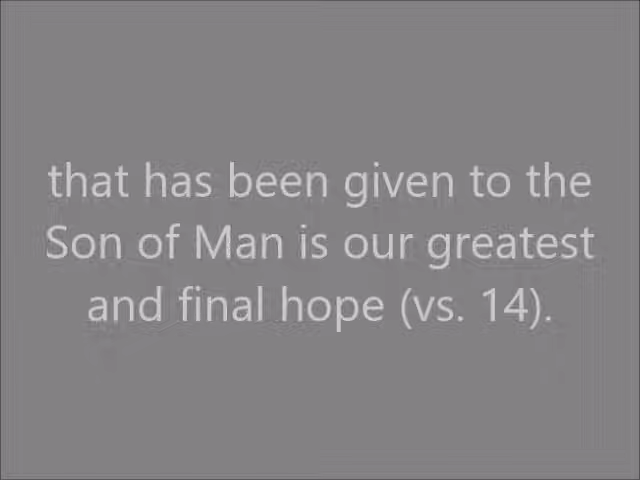 that has been given to the
Son of Man is our greatest
and final hope (vs. 14).